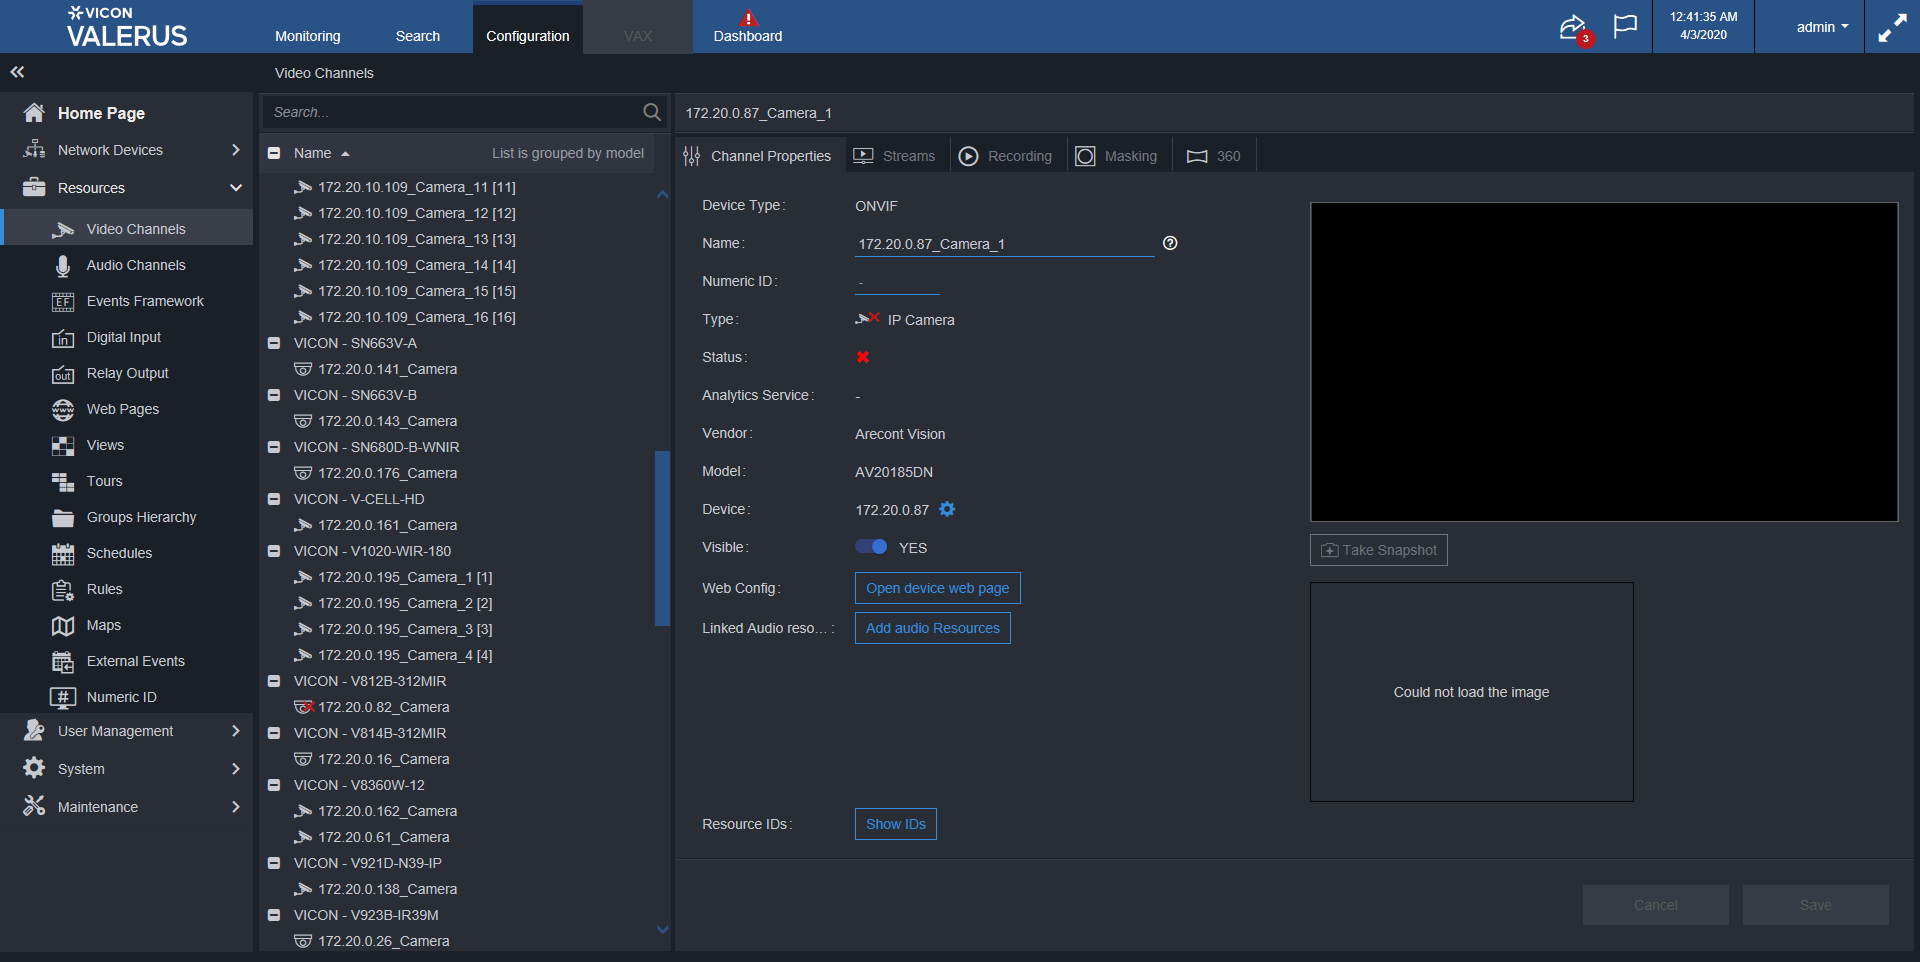 VICON
VALERUS
Monitoring
Search
Configuration
VAX
Dashboard
3
12:41:35 AM
4/3/2020
admin
Video Channels
Home Page
Network Devices
Resources
Video Channels
Audio Channels
EF
Events Framework
in
Digital Input
out
Relay Output
www
Web Pages
Views
Tours
Groups Hierarchy
Schedules
Rules
Maps
External Events
#
Numeric ID
User Management
System
Maintenance
Search...
Name
List is grouped by model
172.20.10.109_Camera_11 [11]
172.20.10.109_Camera_12 [12]
172.20.10.109_Camera_13 [13]
172.20.10.109_Camera_14 [14]
172.20.10.109_Camera_15 [15]
172.20.10.109_Camera_16 [16]
VICON - SN663V-A
172.20.0.141_Camera
VICON - SN663V-B
172.20.0.143_Camera
VICON - SN680D-B-WNIR
172.20.0.176_Camera
VICON - V-CELL-HD
172.20.0.161_Camera
VICON - V1020-WIR-180
172.20.0.195_Camera_1 [1]
172.20.0.195_Camera_2 [2]
172.20.0.195_Camera_3 [3]
172.20.0.195_Camera_4 [4]
VICON - V812B-312MIR
172.20.0.82_Camera
VICON - V814B-312MIR
172.20.0.16_Camera
VICON - V8360W-12
172.20.0.162_Camera
172.20.0.61_Camera
VICON - V921D-N39-IP
172.20.0.138_Camera
VICON - V923B-IR39M
172.20.0.26_Camera
172.20.0.87_Camera_1
Channel Properties
Streams
Recording
Masking
360
Device Type: ONVIF
Name: 172.20.0.87_Camera_1
Numeric ID: -
Type: IP Camera
Status:
Analytics Service: -
Vendor: Arecont Vision
Model: AV20185DN
Device: 172.20.0.87
Visible: YES
Web Config: Open device web page
Linked Audio reso... : Add audio Resources
Resource IDs: Show IDs
Take Snapshot
Could not load the image
Cancel
Save